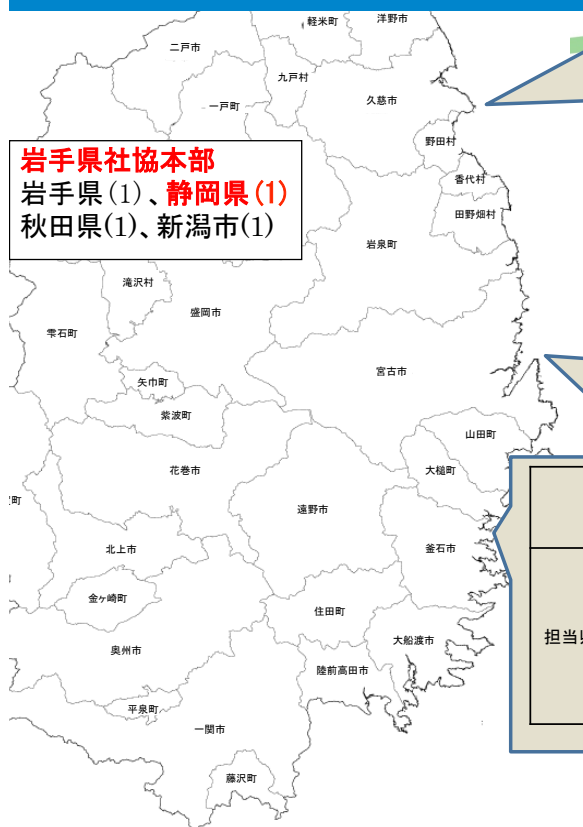 軽米町
洋野市
二戸市
九戸村
久慈市
一戸町
野田村
岩手県社協本部
岩手県(1)、静岡県(1)
秋田県(1)、新潟市(1)
香代村
田野畑村
岩泉町
滝沢村
盛岡市
雫石町
宮古市
矢巾町
紫波町
山田町
花巻市
大槌町
町
遠野市
北上市
釜石市
金ヶ崎町
住田町
担当県
奥州市
大船渡市
陸前高田市
平泉町
一関市
藤沢町